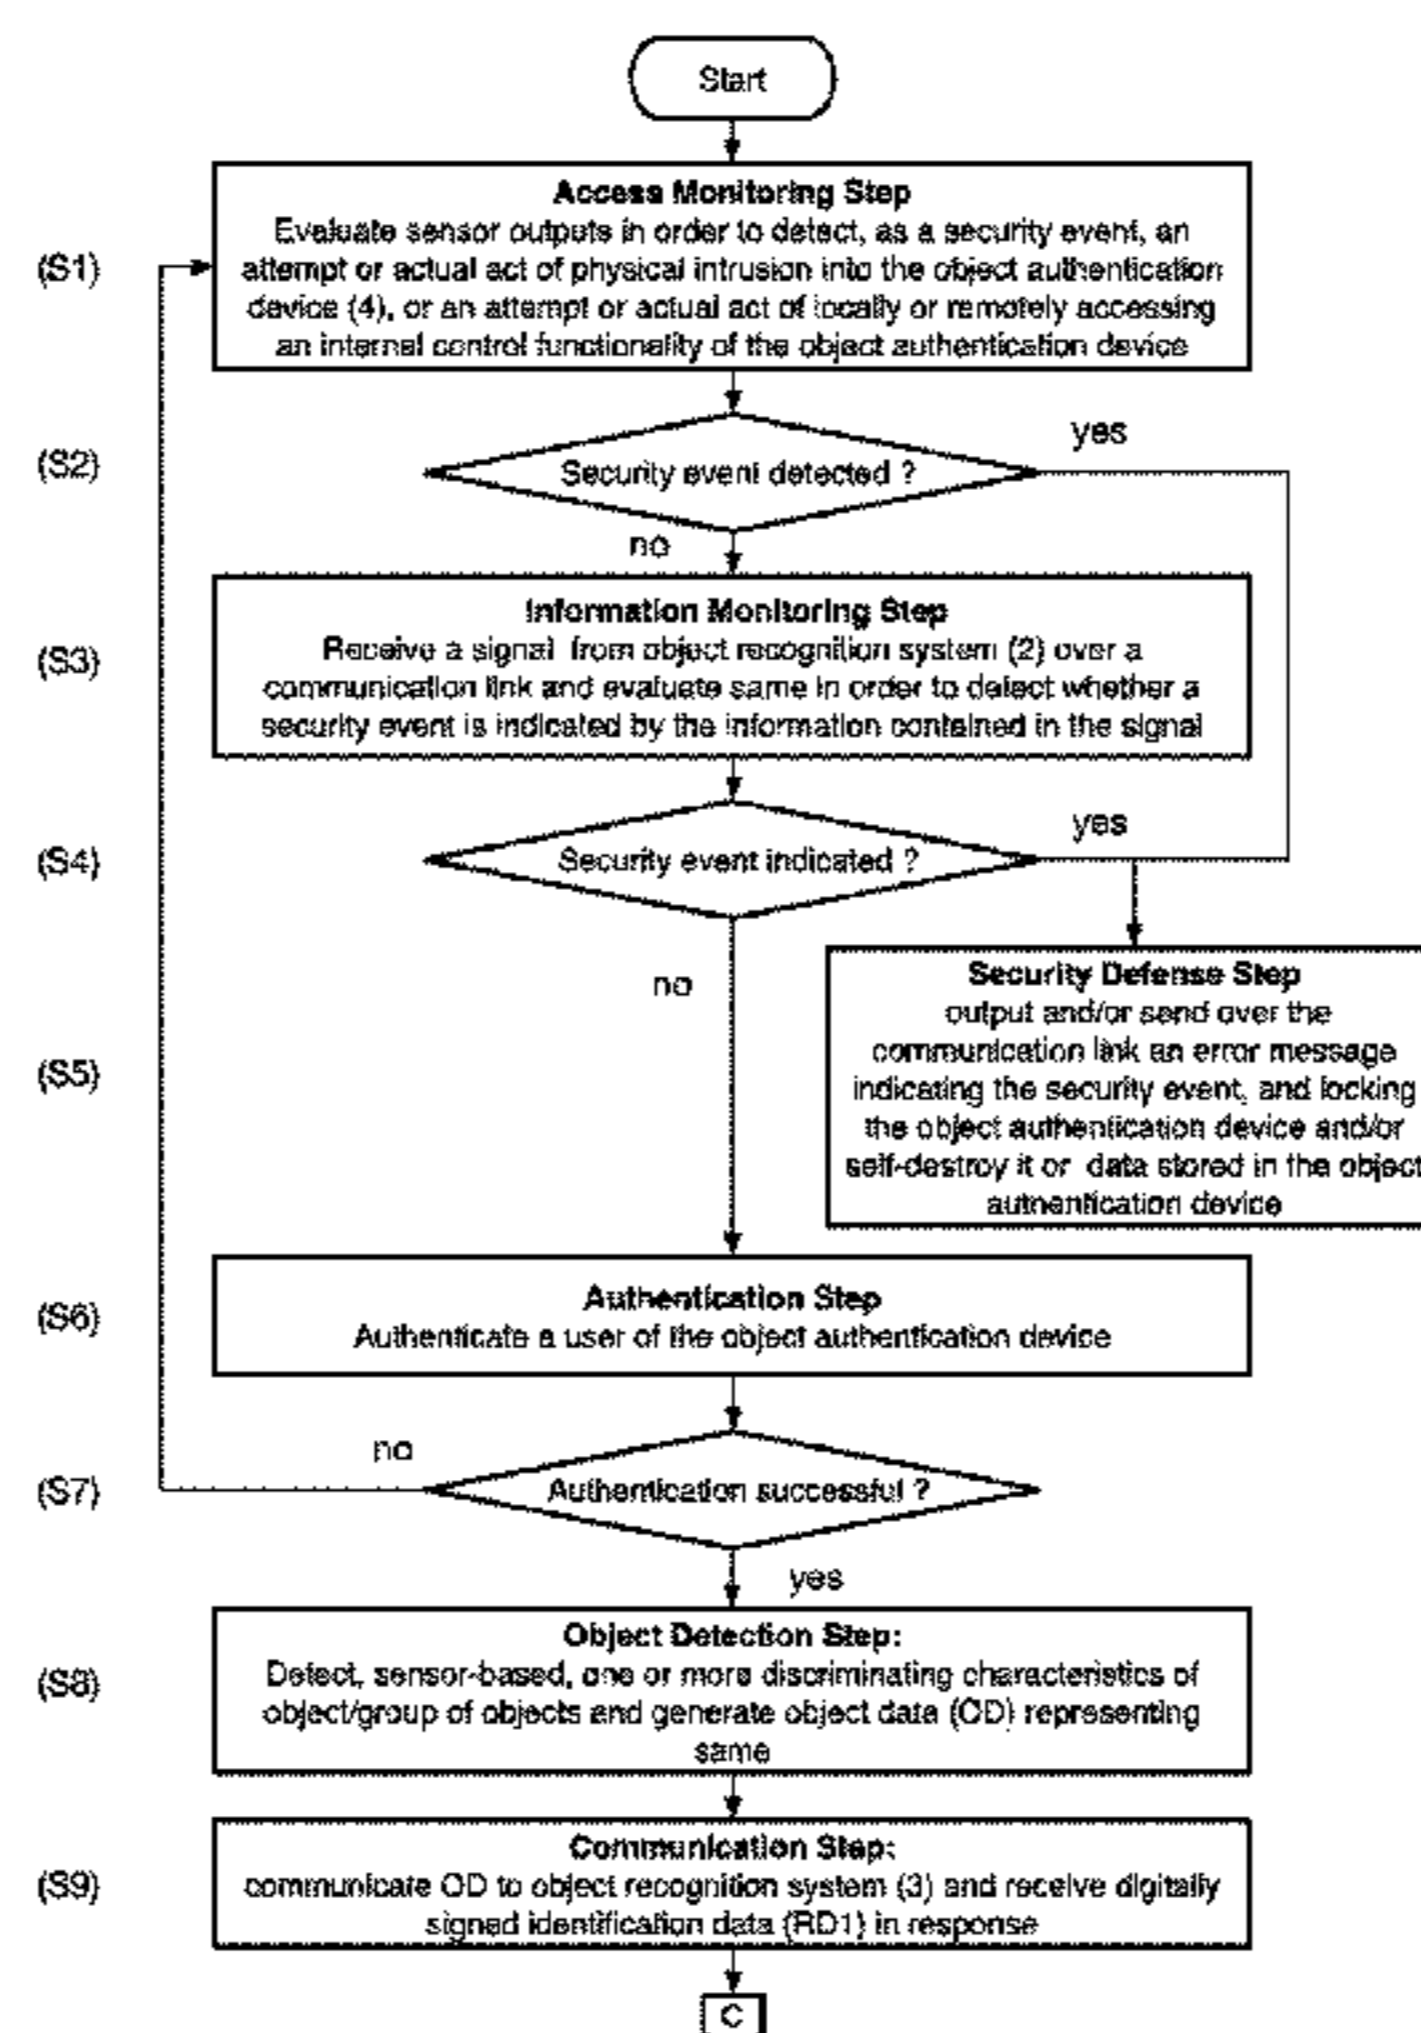 Start
Access Monitoring Step
(S1)
Evaluate sensor outputs in order to detect, as a security event, an
attempt or actual act of physical intrusion into the object authentication
device (4), or an attempt or actual act of locally or remotely accessing
an internal control functionality of the object authentication device
(S2)
Security event detected ?
yes
no
Information Monitoring Step
(S3)
Receive a signal from object recognition system (2) over a
communication link and evaluate same in order to detect whether a
security event is indicated by the information contained in the signal
(S4)
Security event indicated ?
yes
no
(S5)
Security Defense Step
output and/or send over the
communication link an error message
indicating the security event, and locking
the object authentication device and/or
self-destroy it or data stored in the object
authentication device
(S6)
Authentication Step
Authenticate a user of the object authentication device
(S7)
no
Authentication successful ?
yes
(S8)
Object Detection Step:
Detect, sensor-based, one or more discriminating characteristics of
object/group of objects and generate object data (OD) representing
same
(S9)
Communication Step:
communicate OD to object recognition system (3) and receive digitally
signed identification data (RD1) in response
C